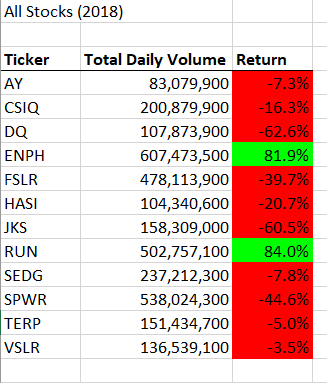 All Stocks (2018)
Ticker Total Daily Volume Return
AY 83,079,900 -7.3%
CSIQ 200,879,900 -16.3%
DQ 107,873,900 -62.6%
ENPH 607,473,500 81.9%
FSLR 478,113,900 -39.7%
HASI 104,340,600 -20.7%
JKS 158,309,000 -60.5%
RUN 502,757,100 84.0%
SEDG 237,212,300 -7.8%
SPWR 538,024,300 -44.6%
TERP 151,434,700 -5.0%
VSLR 136,539,100 -3.5%